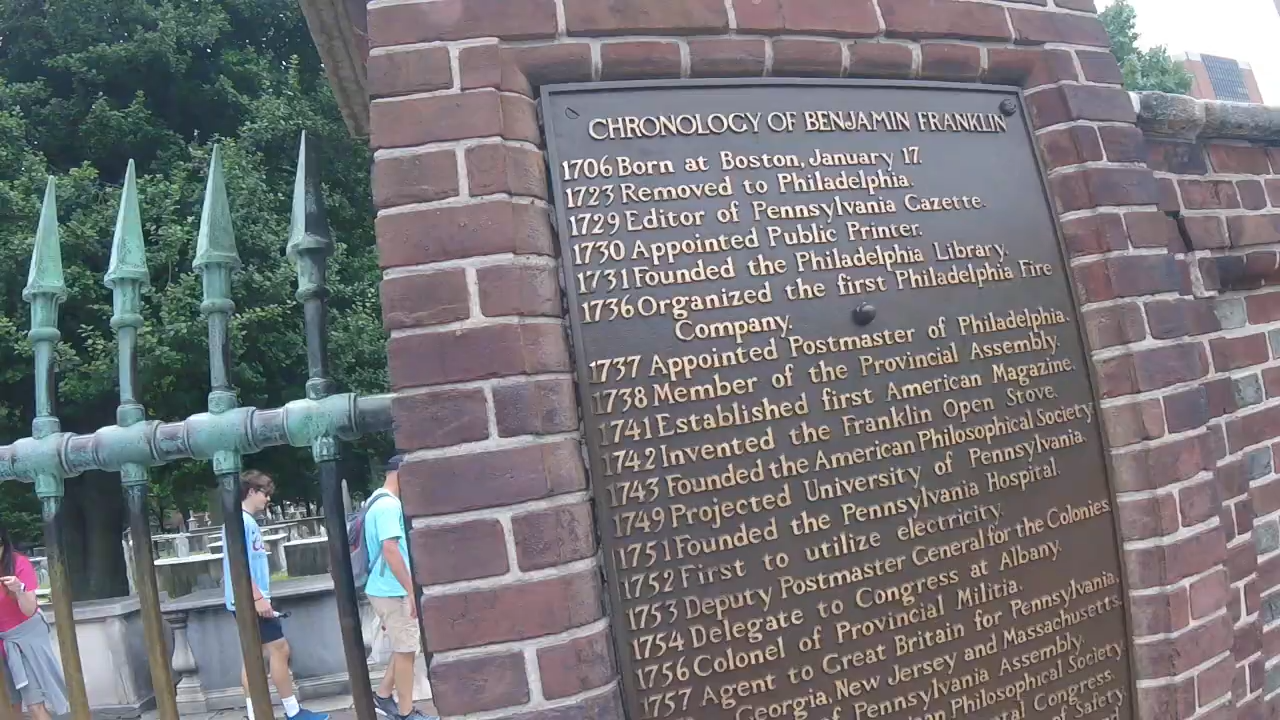 CHRONOLOGY OF BENJAMIN FRANKLIN
1706 Born at Boston, January 17.
1723 Removed to Philadelphia.
1729 Editor of Pennsylvania Gazette.
1730 Appointed Public Printer.
1731 Founded the Philadelphia Library.
1736 Organized the first Philadelphia Fire
Company.
1737 Appointed Postmaster of Philadelphia.
1738 Member of the Provincial Assembly.
1741 Established first American Magazine.
1742 Invented the Franklin Open Stove.
1743 Founded the American Philosophical Society
1749 Projected University of Pennsylvania.
1751 Founded the Pennsylvania Hospital.
1752 First to utilize electricity.
1753 Deputy Postmaster General for the Colonies.
1754 Delegate to Congress at Albany.
1756 Colonel of Provincial Militia.
1757 Agent to Great Britain for Pennsylvania,
Georgia, New Jersey and Massachusetts.
of Pennsylvania Assembly.
Philosophical Society
Congress.
of Safety.